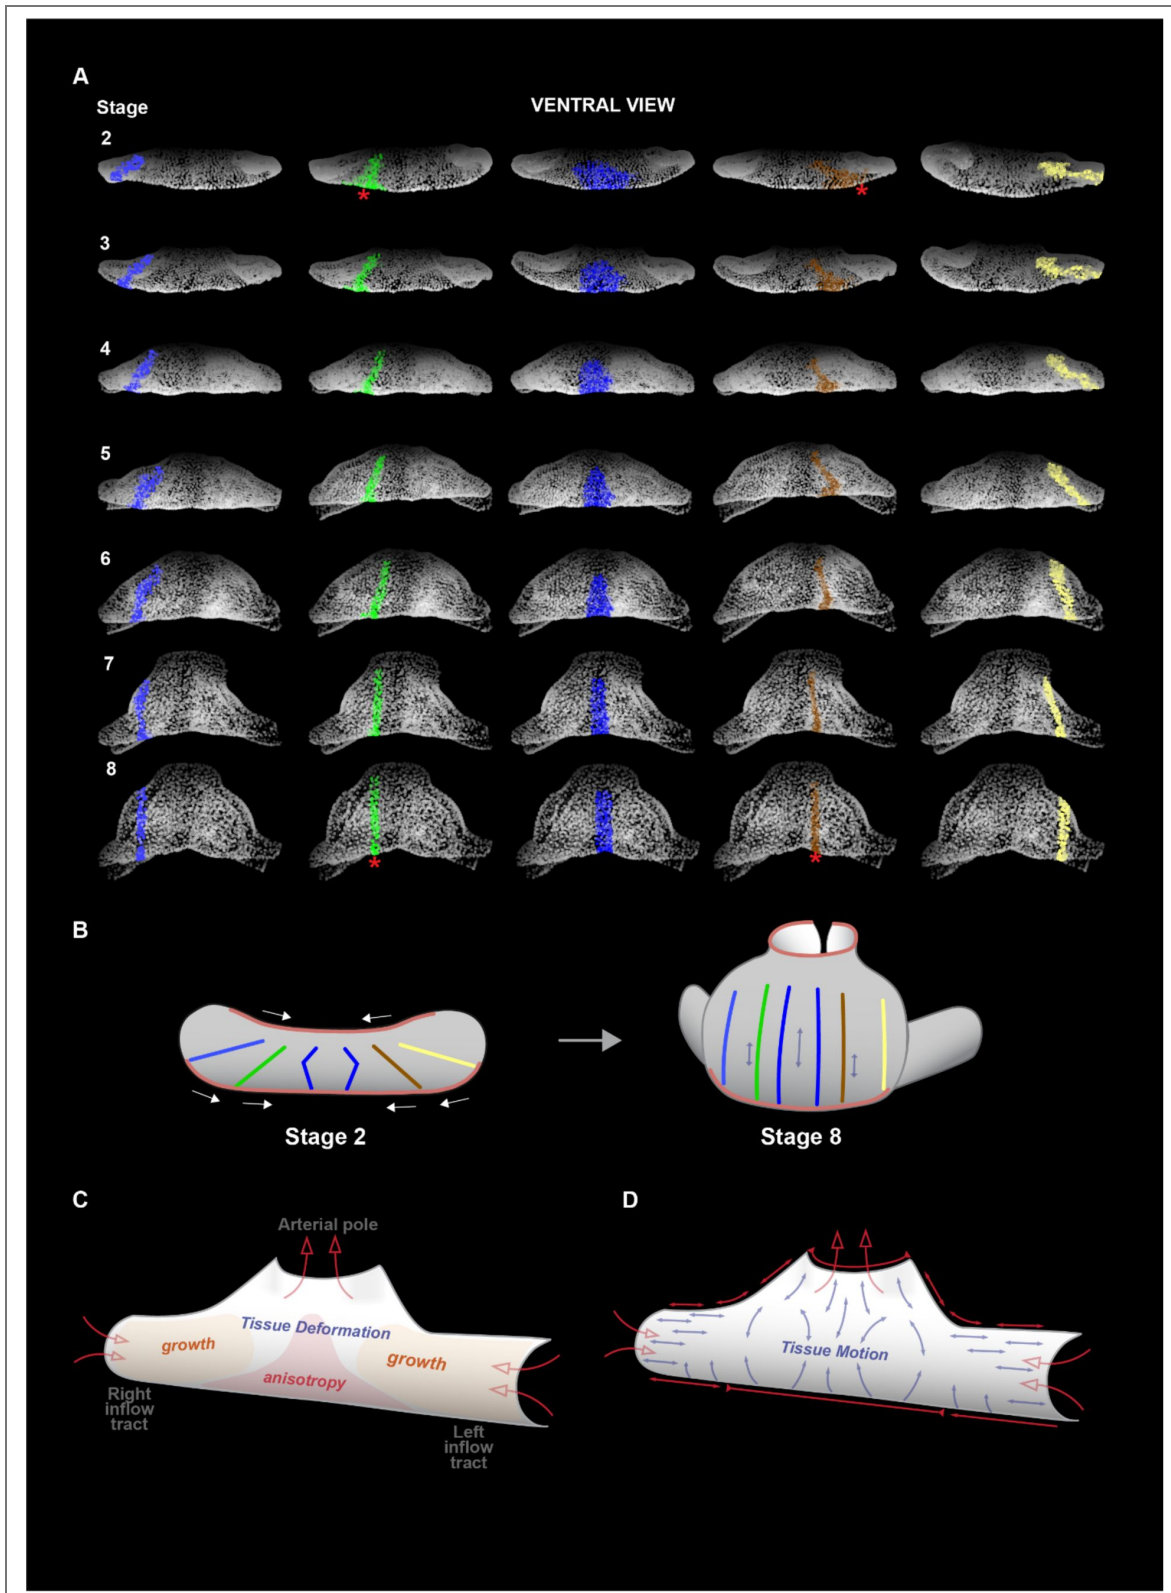 A
Stage
VENTRAL VIEW
2
*
*
3
4
5
6
7
8
*
*
B
Stage 2
Stage 8
C
D
Arterial pole
Tissue Deformation
growth
growth
anisotropy
Right
inflow
tract
Left
inflow
tract
Tissue Motion